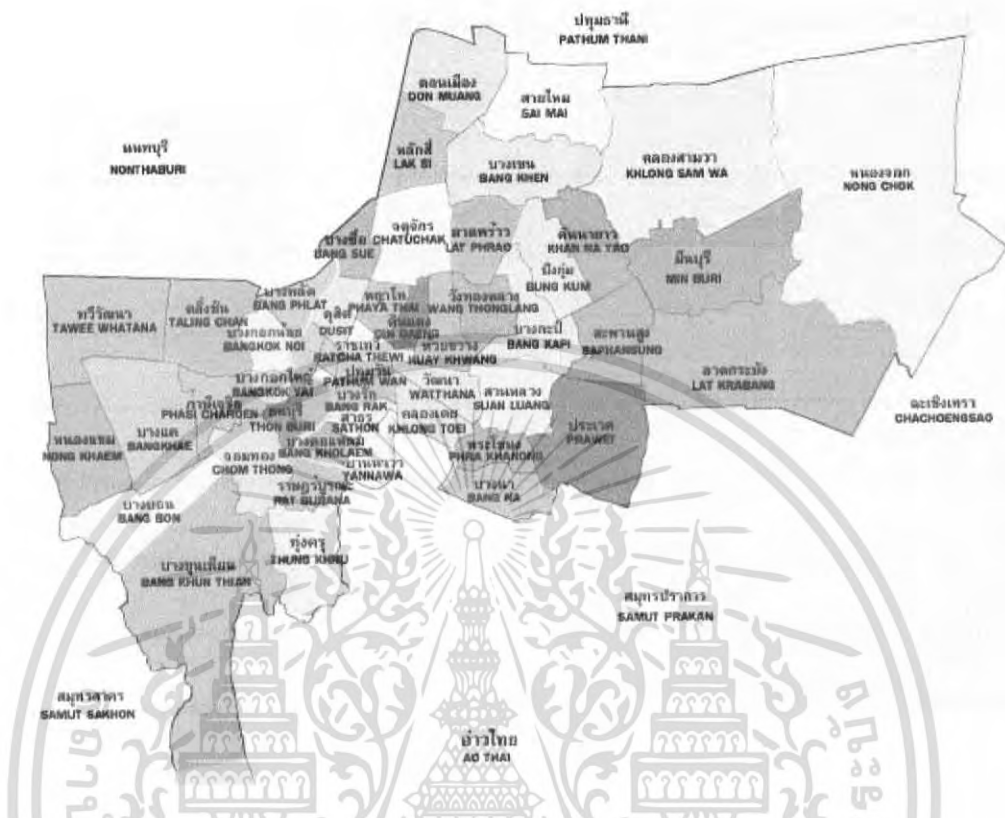 ปทุมธานี
PATHUM THANI
ดอนเมือง
DON MUANG
สายไหม
SAI MAI
นนทบุรี
NONTHABURI
หลักสี่
LAK SI
บางเขน
BANG KHEN
คลองสามวา
KHLONG SAM WA
หนองจอก
NONG CHOK
จตุจักร
CHATUCHAK
ลาดพร้าว
LAT PHRAO
คันนายาว
KHAN NA YAO
บางซื่อ
BANG SUE
บึงกุ่ม
BUNG KUM
มีนบุรี
MIN BURI
ทวีวัฒนา
TAWEE WHATANA
ตลิ่งชัน
TALING CHAN
บางพลัด
BANG PHLAT
ดุสิต
DUSIT
พญาไท
PHAYA THAI
วังทองหลาง
WANG THONGLANG
ดินแดง
DIN DAENG
บางกะปิ
BANG KAPI
สะพานสูง
SAPHANSUNG
บางกอกน้อย
BANGKOK NOI
ราชเทวี
RATCHA THEWI
ห้วยขวาง
HUAY KHWANG
ลาดกระบัง
LAT KRABANG
บางกอกใหญ่
BANGKOK YAI
ปทุมวัน
PATHUM WAN
วัฒนา
WATTHANA
สวนหลวง
SUAN LUANG
ฉะเชิงเทรา
CHACHOENGSAO
ภาษีเจริญ
PHASI CHAROEN
ธนบุรี
THON BURI
บางรัก
BANG RAK
สาธร
SATHON
คลองเตย
KHLONG TOEI
ประเวศ
PRAWET
หนองแขม
NONG KHAEM
บางแค
BANGKHAE
บางคอแหลม
BANG KHOLAEM
พระโขนง
PHRA KHANONG
จอมทอง
CHOM THONG
ยานนาวา
YANNAWA
บางนา
BANG NA
ราษฎร์บูรณะ
RAT BURANA
บางบอน
BANG BON
ทุ่งครุ
THUNG KHRU
บางขุนเทียน
BANG KHUN THIAN
สมุทรปราการ
SAMUT PRAKAN
สมุทรสาคร
SAMUT SAKHON
อ่าวไทย
AO THAI